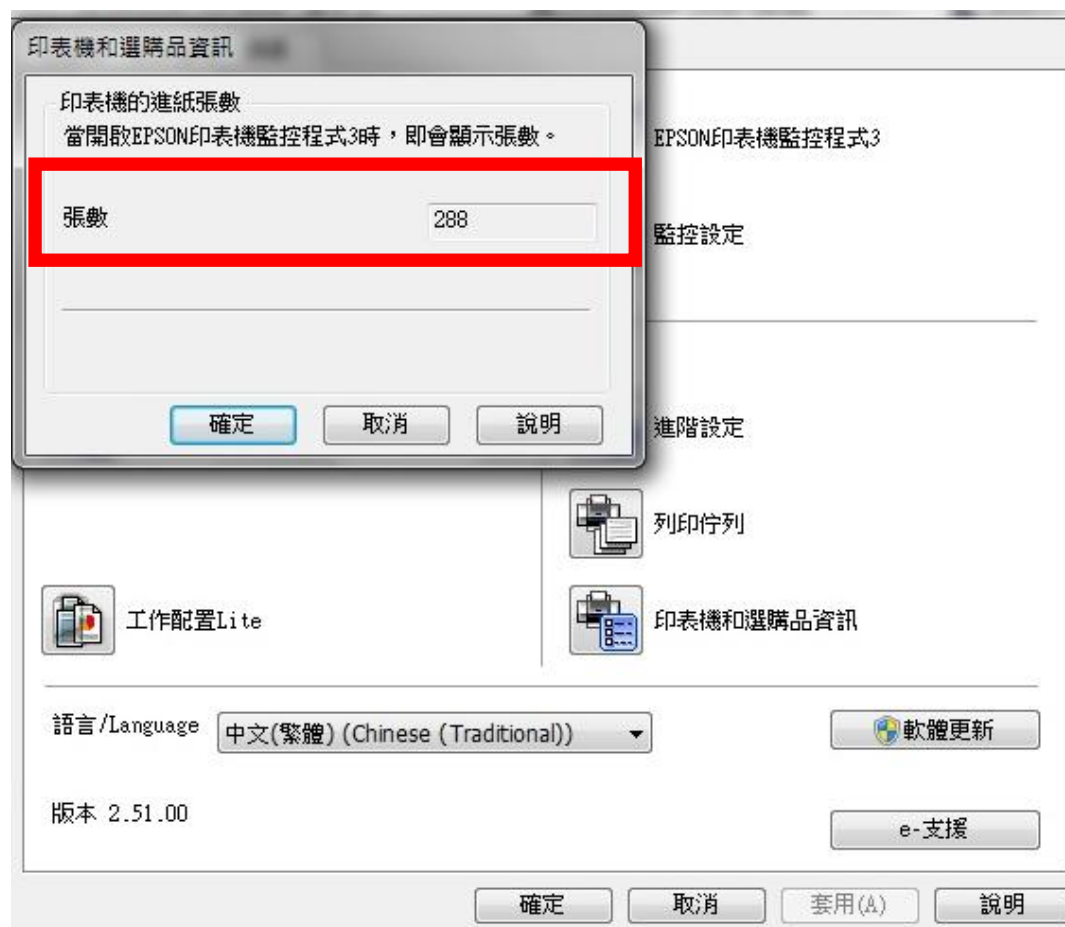 印表機和選購品資訊
印表機的進紙張數
當開啟EPSON印表機監控程式3時，即會顯示張數。
張數
288
確定
取消
說明
EPSON印表機監控程式3
監控設定
進階設定
列印佇列
工作配置Lite
印表機和選購品資訊
語言/Language
中文(繁體) (Chinese (Traditional))
軟體更新
版本 2.51.00
e-支援
確定
取消
套用(A)
說明